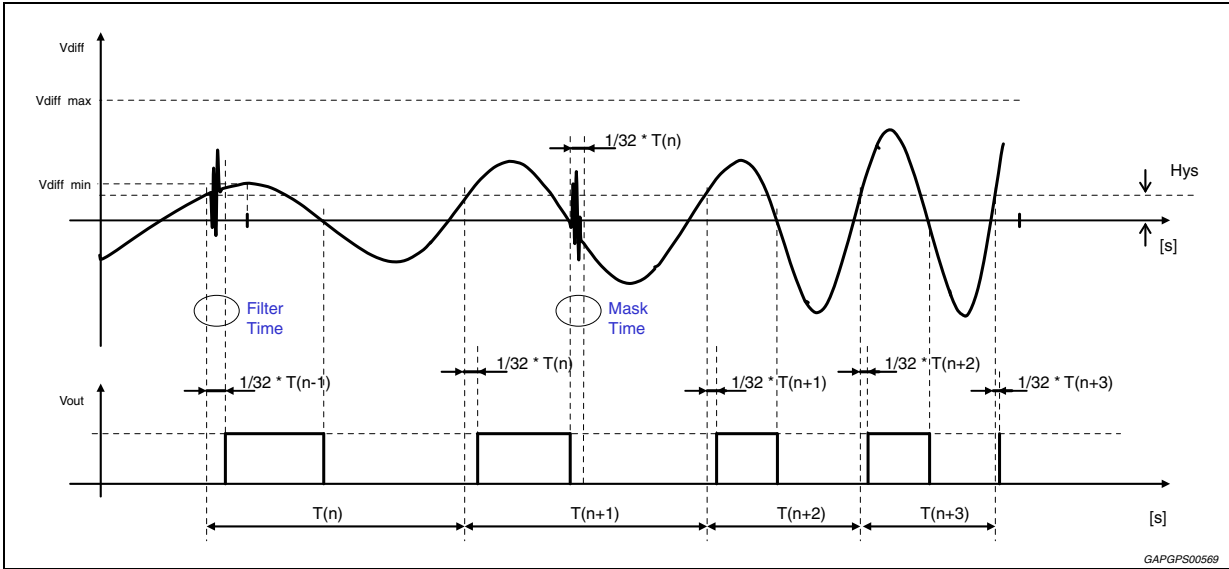 Vdiff
Vdiff max
1/32 * T(n)
Vdiff min
Hys
[s]
Filter
Time
Mask
Time
1/32 * T(n-1)
1/32 * T(n)
1/32 * T(n+1)
1/32 * T(n+2)
1/32 * T(n+3)
Vout
T(n)
T(n+1)
T(n+2)
T(n+3)
[s]
GAPGPS00569